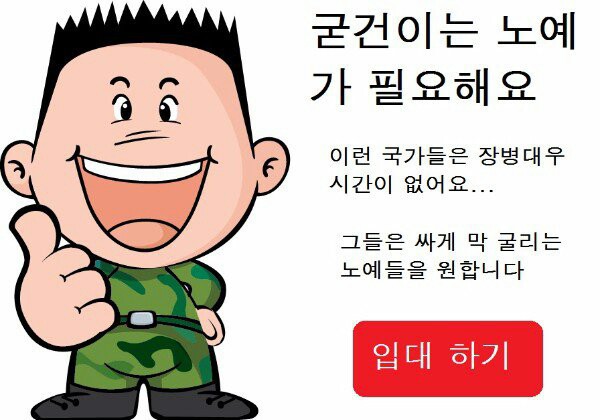 굳건이는 노예
가 필요해요
이런 국가들은 장병대우
시간이 없어요...
그들은 싸게 막 굴리는
노예들을 원합니다
입대 하기